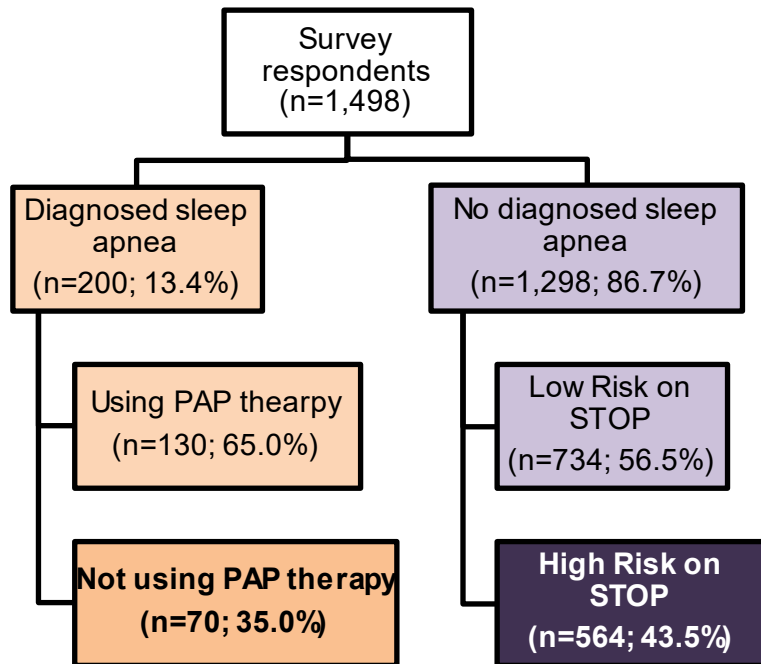 Survey
respondents
(n=1,498)
Diagnosed sleep
apnea
(n=200; 13.4%)
No diagnosed sleep
apnea
(n=1,298; 86.7%)
Using PAP thearpy
(n=130; 65.0%)
Low Risk on
STOP
(n=734; 56.5%)
Not using PAP therapy
(n=70; 35.0%)
High Risk on
STOP
(n=564; 43.5%)